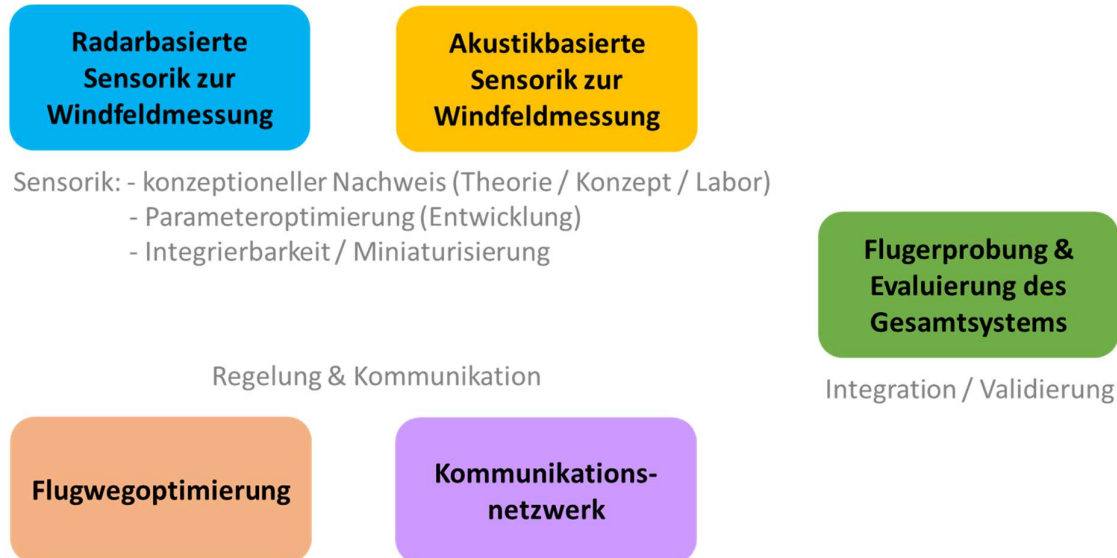 Radarbasierte
Sensorik zur
Windfeldmessung
Akustikbasierte
Sensorik zur
Windfeldmessung
Sensorik: - konzeptioneller Nachweis (Theorie / Konzept / Labor)
- Parameteroptimierung (Entwicklung)
- Integrierbarkeit / Miniaturisierung
Flugerprobung &
Evaluierung des
Gesamtsystems
Integration / Validierung
Regelung & Kommunikation
Flugwegoptimierung
Kommunikations-
netzwerk